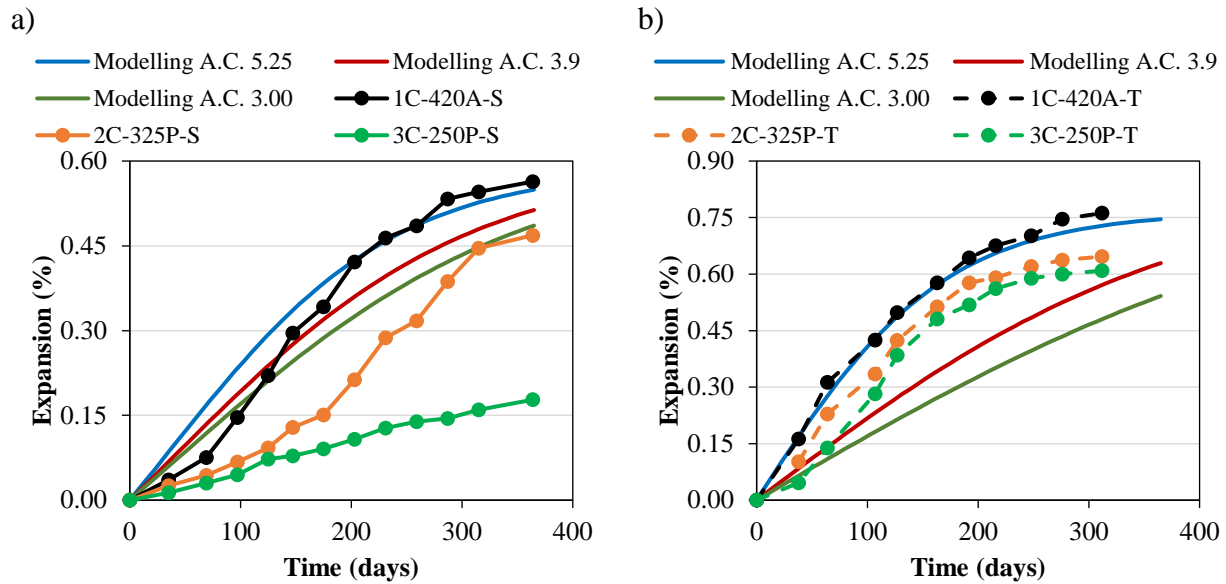 a)
Modelling A.C. 5.25
Modelling A.C. 3.9
Modelling A.C. 3.00
1C-420A-S
2C-325P-S
3C-250P-S
0.60
0.45
0.30
0.15
0.00
Expansion (%)
0 100 200 300 400
Time (days)
b)
Modelling A.C. 5.25
Modelling A.C. 3.9
Modelling A.C. 3.00
1C-420A-T
2C-325P-T
3C-250P-T
0.90
0.75
0.60
0.45
0.30
0.15
0.00
Expansion (%)
0 100 200 300 400
Time (days)